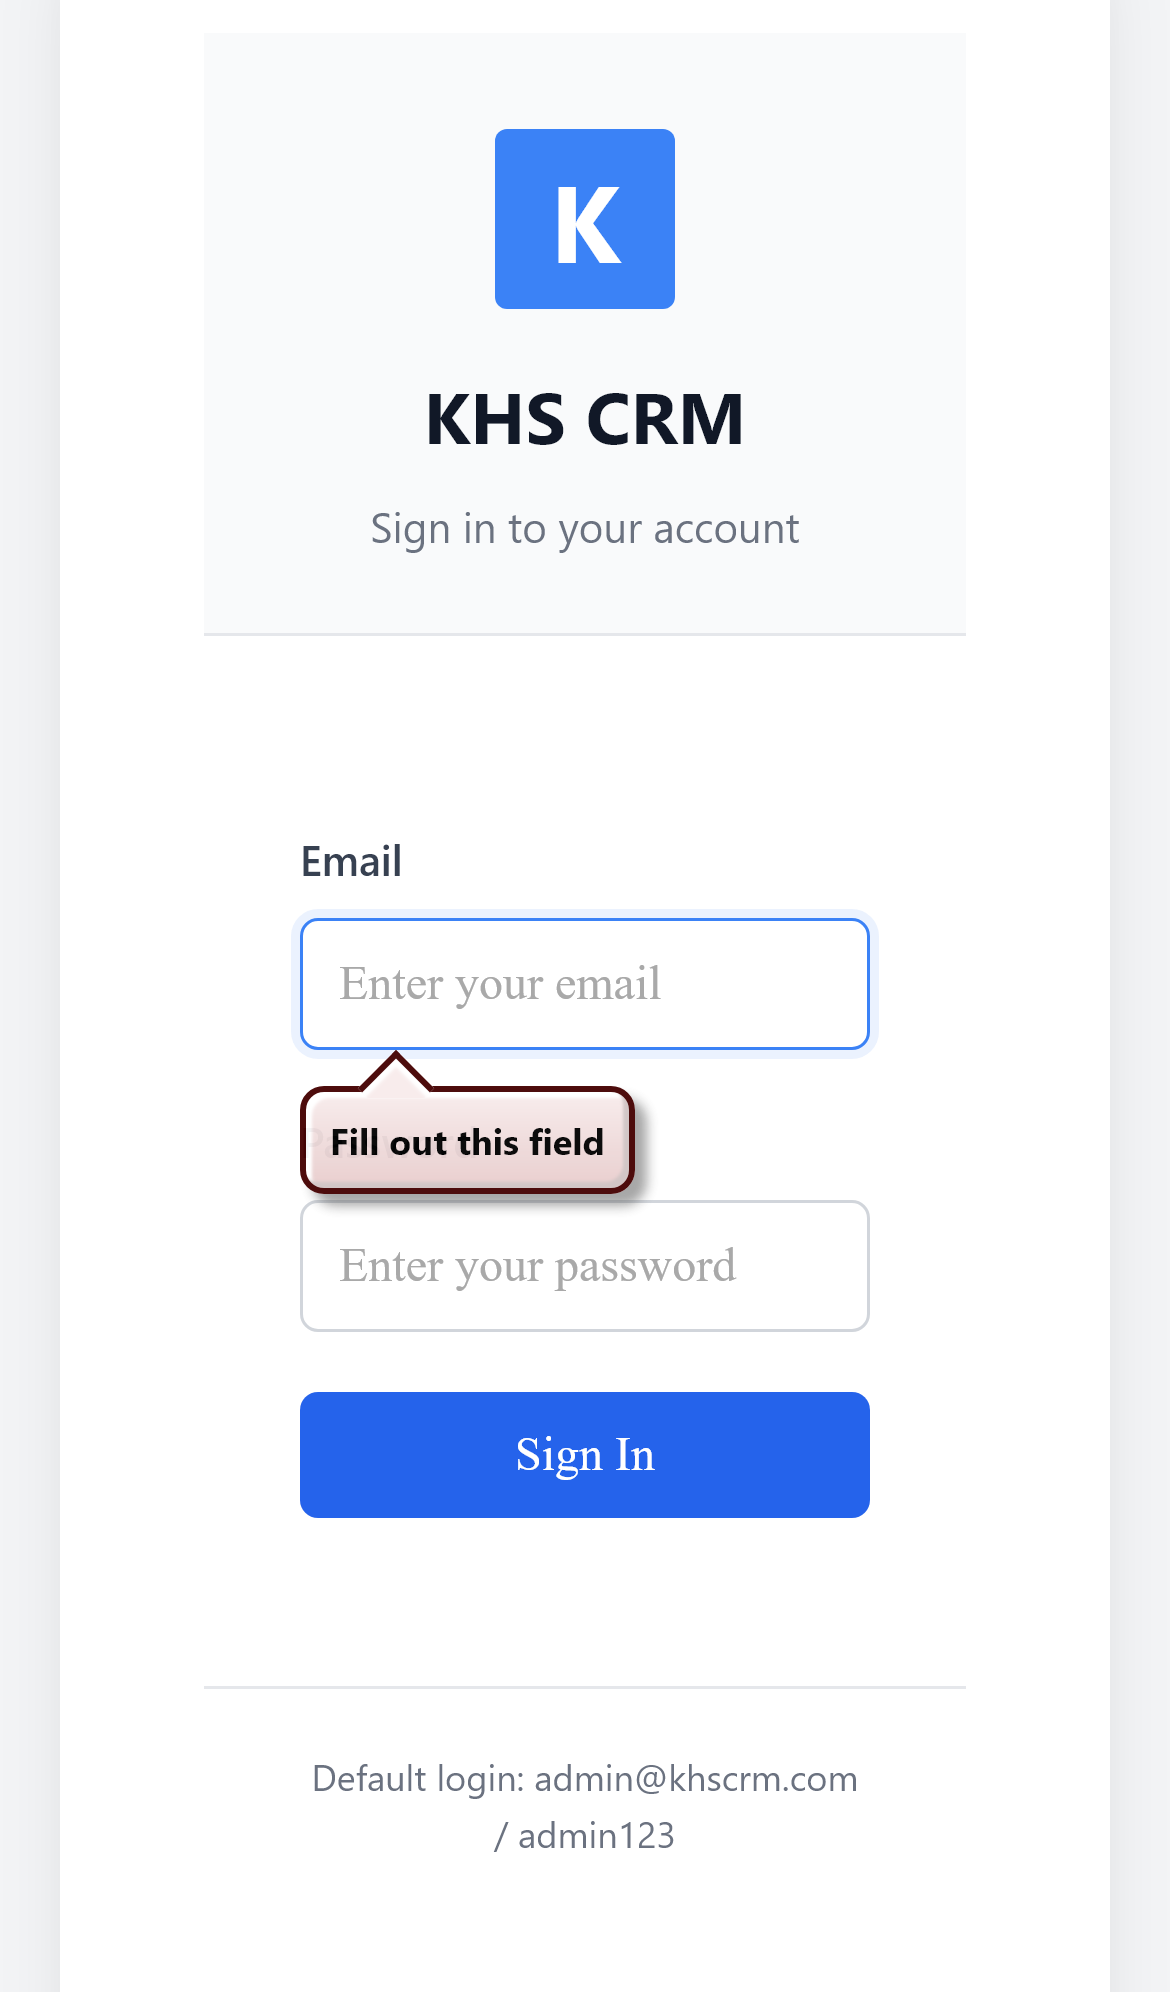 K
KHS CRM
Sign in to your account
Email
Enter your email
Fill out this field
Enter your password
Sign In
Default login: admin@khscrm.com
/ admin123